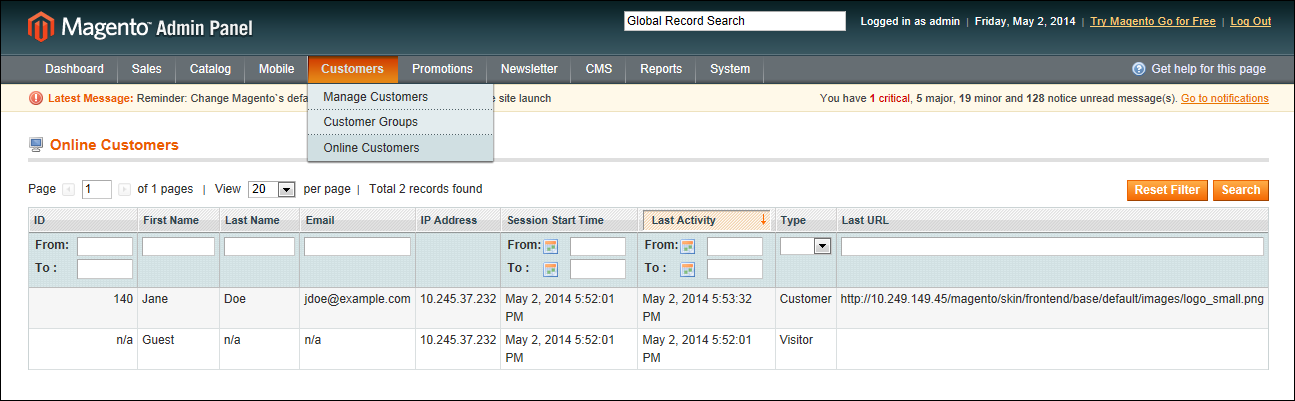 Magento™ Admin Panel
Global Record Search
Logged in as admin | Friday, May 2, 2014 | Try Magento Go for Free | Log Out
Dashboard Sales Catalog Mobile Customers Promotions Newsletter CMS Reports System Get help for this page
Latest Message: Reminder: Change Magento`s defa e site launch You have 1 critical, 5 major, 19 minor and 128 notice unread message(s). Go to notifications
Manage Customers
Customer Groups
Online Customers
Online Customers
Page 1 of 1 pages | View 20 per page | Total 2 records found Reset Filter Search
ID First Name Last Name Email IP Address Session Start Time Last Activity Type Last URL
From: From: From:
To : To : To :
140 Jane Doe jdoe@example.com 10.245.37.232 May 2, 2014 5:52:01 May 2, 2014 5:53:32 Customer http://10.249.149.45/magento/skin/frontend/base/default/images/logo_small.png
PM PM
n/a Guest n/a n/a 10.245.37.232 May 2, 2014 5:52:01 May 2, 2014 5:52:01 Visitor
PM PM